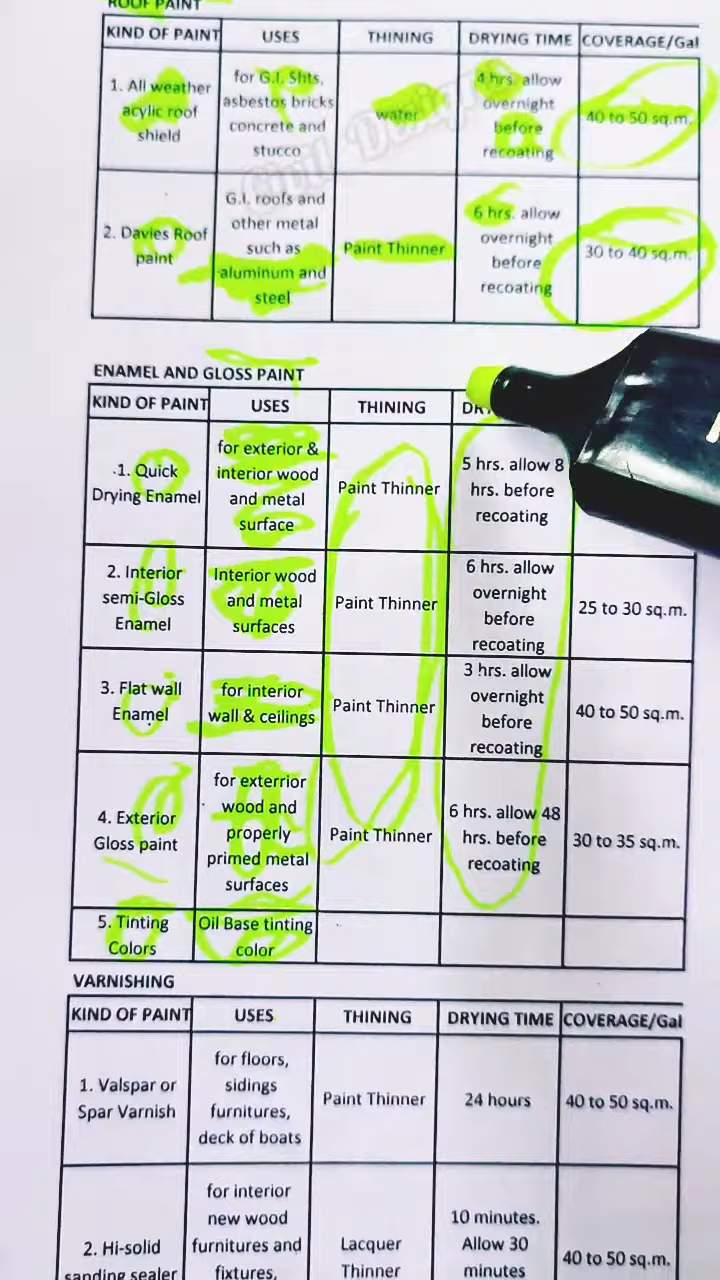 ROOF PAINT
KIND OF PAINT USES THINING DRYING TIME COVERAGE/Gal
1. All weather
acylic roof
shield
for G.I. Shts,
asbestos bricks
concrete and
stucco
water
4 hrs. allow
overnight
before
recoating
40 to 50 sq.m.
2. Davies Roof
paint
G.I. roofs and
other metal
such as
aluminum and
steel
Paint Thinner
6 hrs. allow
overnight
before
recoating
30 to 40 sq.m.
Civil Design
ENAMEL AND GLOSS PAINT
KIND OF PAINT USES THINING
1. Quick
Drying Enamel
for exterior &
interior wood
and metal
surface
Paint Thinner
5 hrs. allow 8
hrs. before
recoating
2. Interior
semi-Gloss
Enamel
Interior wood
and metal
surfaces
Paint Thinner
6 hrs. allow
overnight
before
recoating
25 to 30 sq.m.
3. Flat wall
Enamel
for interior
wall & ceilings
Paint Thinner
3 hrs. allow
overnight
before
recoating
40 to 50 sq.m.
4. Exterior
Gloss paint
for exterrior
wood and
properly
primed metal
surfaces
Paint Thinner
6 hrs. allow 48
hrs. before
recoating
30 to 35 sq.m.
5. Tinting
Colors
Oil Base tinting
color
VARNISHING
KIND OF PAINT USES THINING DRYING TIME COVERAGE/Gal
1. Valspar or
Spar Varnish
for floors,
sidings
furnitures,
deck of boats
Paint Thinner
24 hours
40 to 50 sq.m.
2. Hi-solid
sanding sealer
for interior
new wood
furnitures and
fixtures,
Lacquer
Thinner
10 minutes.
Allow 30
minutes
40 to 50 sq.m.